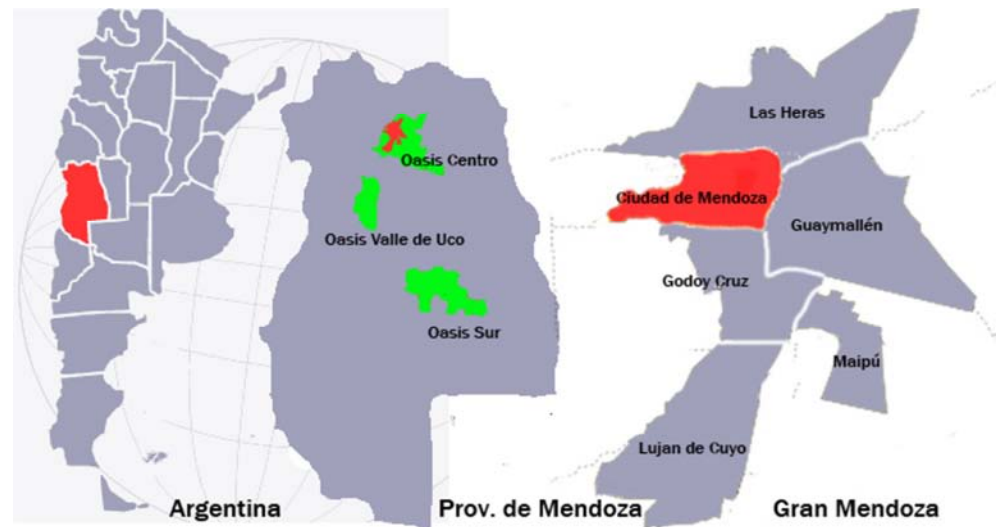 Las Heras
Oasis Centro
Ciudad de Mendoza
Guaymallén
Oasis Valle de Uco
Godoy Cruz
Oasis Sur
Maipú
Lujan de Cuyo
Argentina
Prov. de Mendoza
Gran Mendoza